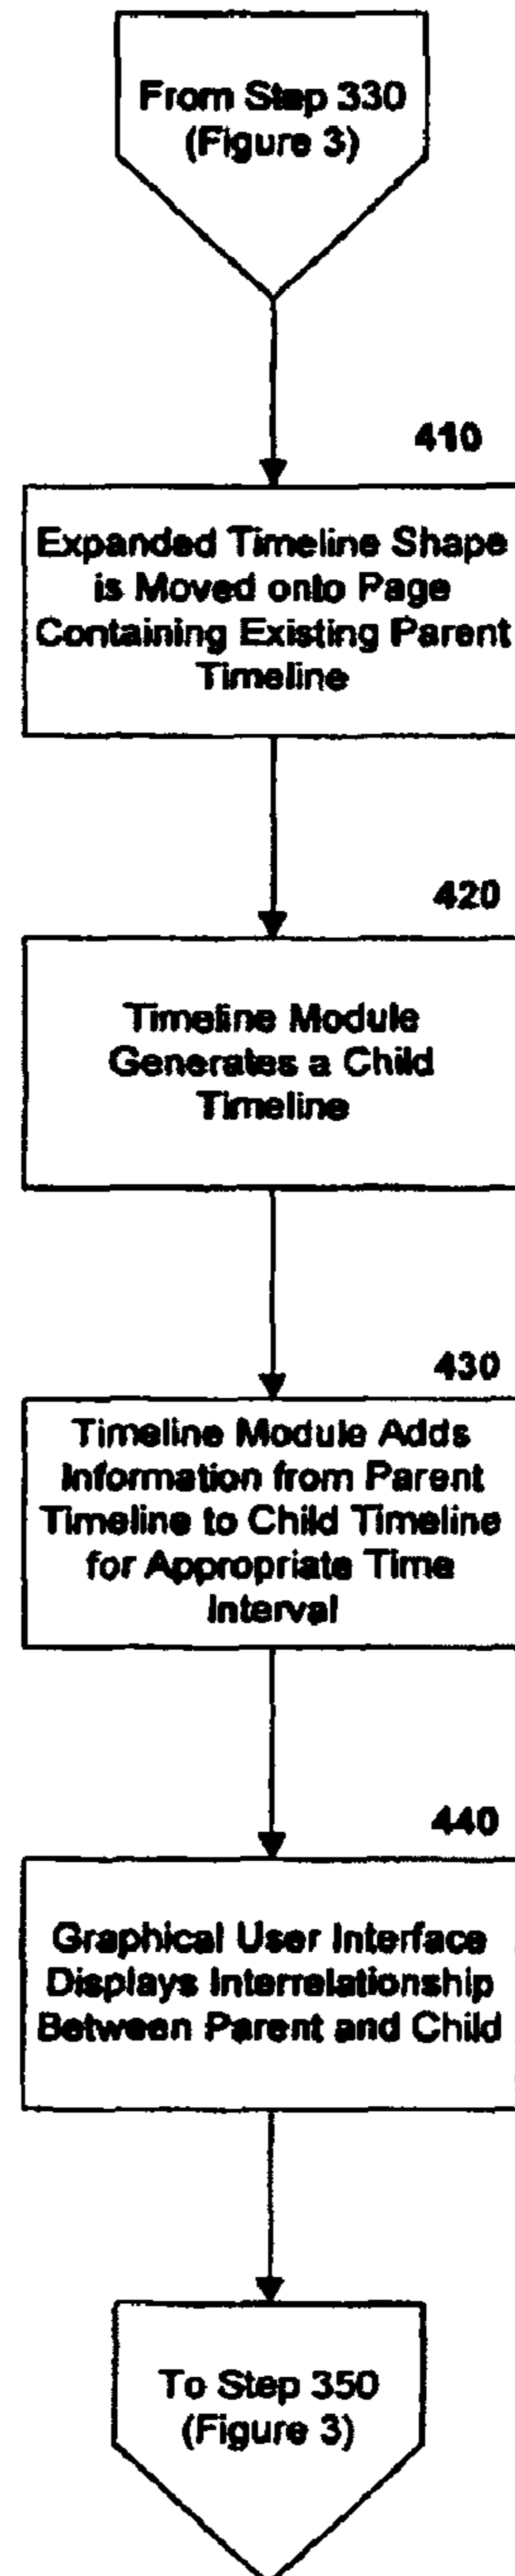 From Step 330
(Figure 3)
410
Expanded Timeline Shape
is Moved onto Page
Containing Existing Parent
Timeline
420
Timeline Module
Generates a Child
Timeline
430
Timeline Module Adds
Information from Parent
Timeline to Child Timeline
for Appropriate Time
Interval
440
Graphical User Interface
Displays Interrelationship
Between Parent and Child
To Step 350
(Figure 3)